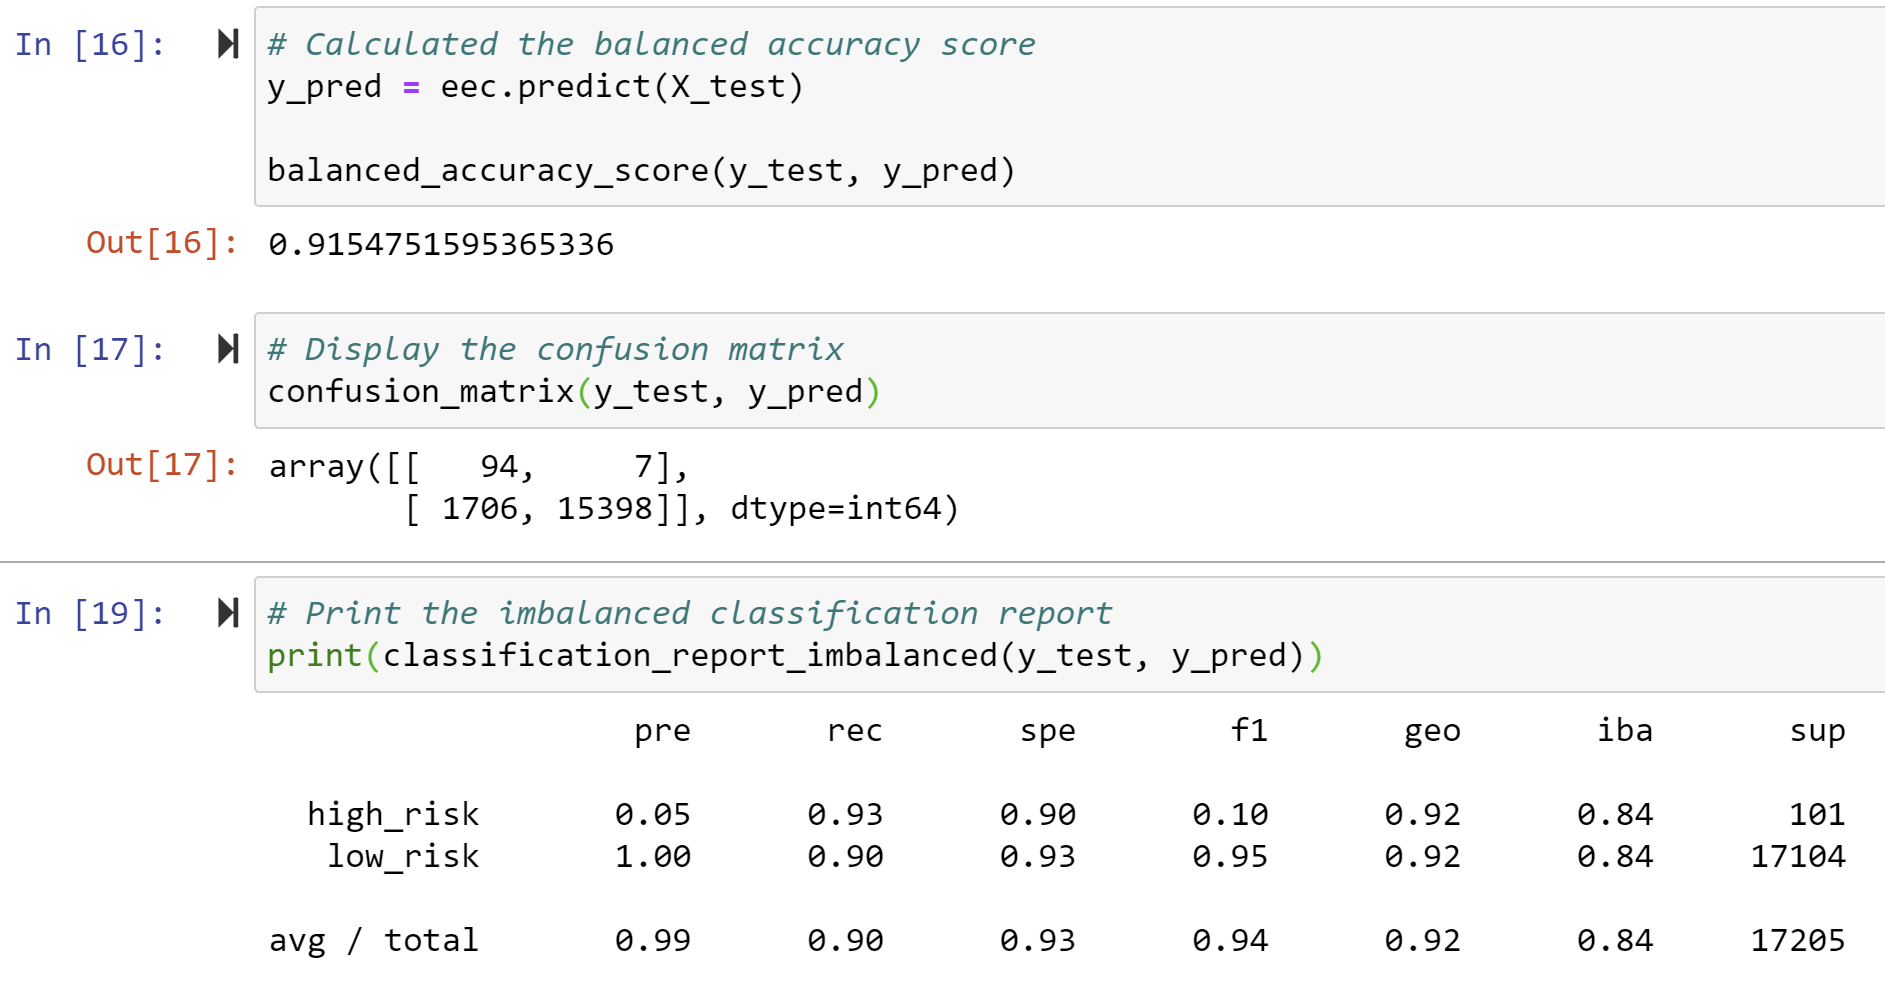 In [16]: # Calculated the balanced accuracy score
y_pred = eec.predict(X_test)
balanced_accuracy_score(y_test, y_pred)
Out[16]: 0.9154751595365336
In [17]: # Display the confusion matrix
confusion_matrix(y_test, y_pred)
Out[17]: array([[   94,     7],
       [ 1706, 15398]], dtype=int64)
In [19]: # Print the imbalanced classification report
print(classification_report_imbalanced(y_test, y_pred))
pre rec spe f1 geo iba sup
high_risk 0.05 0.93 0.90 0.10 0.92 0.84 101
low_risk 1.00 0.90 0.93 0.95 0.92 0.84 17104
avg / total 0.99 0.90 0.93 0.94 0.92 0.84 17205